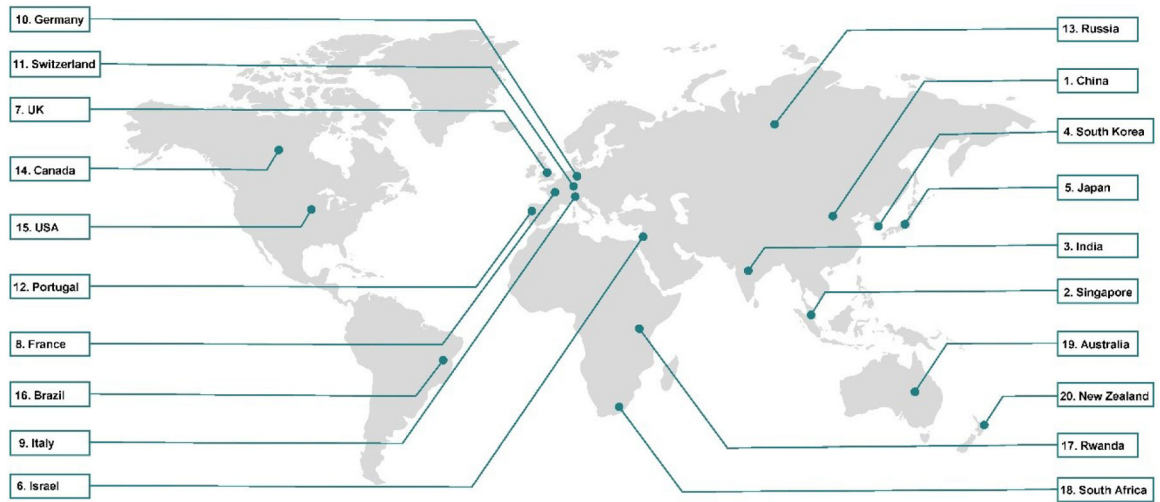 10. Germany
11. Switzerland
7. UK
14. Canada
15. USA
12. Portugal
8. France
16. Brazil
9. Italy
6. Israel
13. Russia
1. China
4. South Korea
5. Japan
3. India
2. Singapore
19. Australia
20. New Zealand
17. Rwanda
18. South Africa